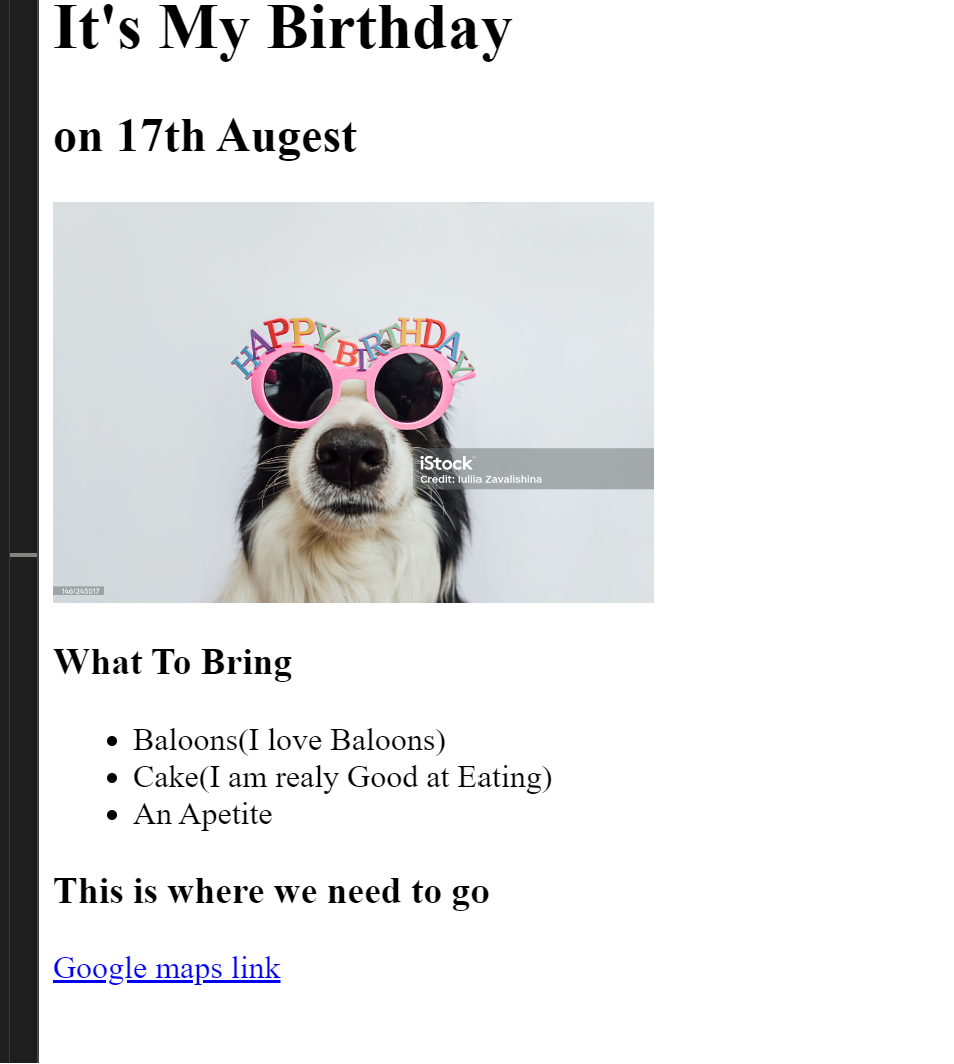 It's My Birthday
on 17th Augest
HAPPY BIRTHDAY
iStock
Credit: Iuliia Zavalishina
1461245017
What To Bring
Baloons(I love Baloons)
Cake(I am realy Good at Eating)
An Apetite
This is where we need to go
Google maps link